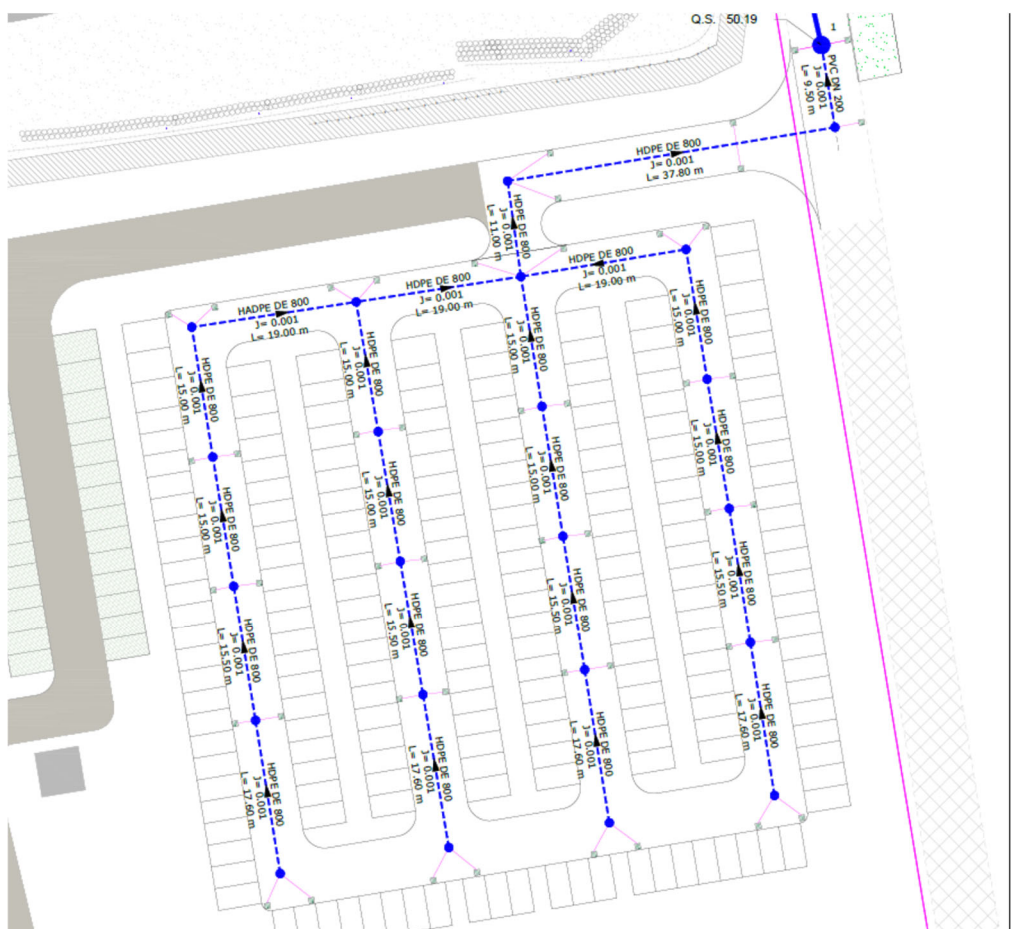 Q.S. 50.19
1
PVC DN 200
J= 0.001
L= 9.50 m
HDPE DE 800
J= 0.001
L= 37.80 m
HDPE DE 800
J= 0.001
L= 11.00 m
HDPE DE 800
J= 0.001
L= 19.00 m
HDPE DE 800
J= 0.001
L= 19.00 m
HADPE DE 800
J= 0.001
L= 19.00 m
HDPE DE 800
J= 0.001
L= 15.00 m
HDPE DE 800
J= 0.001
L= 15.00 m
HDPE DE 800
J= 0.001
L= 15.00 m
HDPE DE 800
J= 0.001
L= 15.00 m
HDPE DE 800
J= 0.001
L= 15.00 m
HDPE DE 800
J= 0.001
L= 15.00 m
HDPE DE 800
J= 0.001
L= 15.00 m
HDPE DE 800
J= 0.001
L= 15.00 m
HDPE DE 800
J= 0.001
L= 15.50 m
HDPE DE 800
J= 0.001
L= 15.50 m
HDPE DE 800
J= 0.001
L= 15.50 m
HDPE DE 800
J= 0.001
L= 15.50 m
HDPE DE 800
J= 0.001
L= 17.60 m
HDPE DE 800
J= 0.001
L= 17.60 m
HDPE DE 800
J= 0.001
L= 17.60 m
HDPE DE 800
J= 0.001
L= 17.60 m